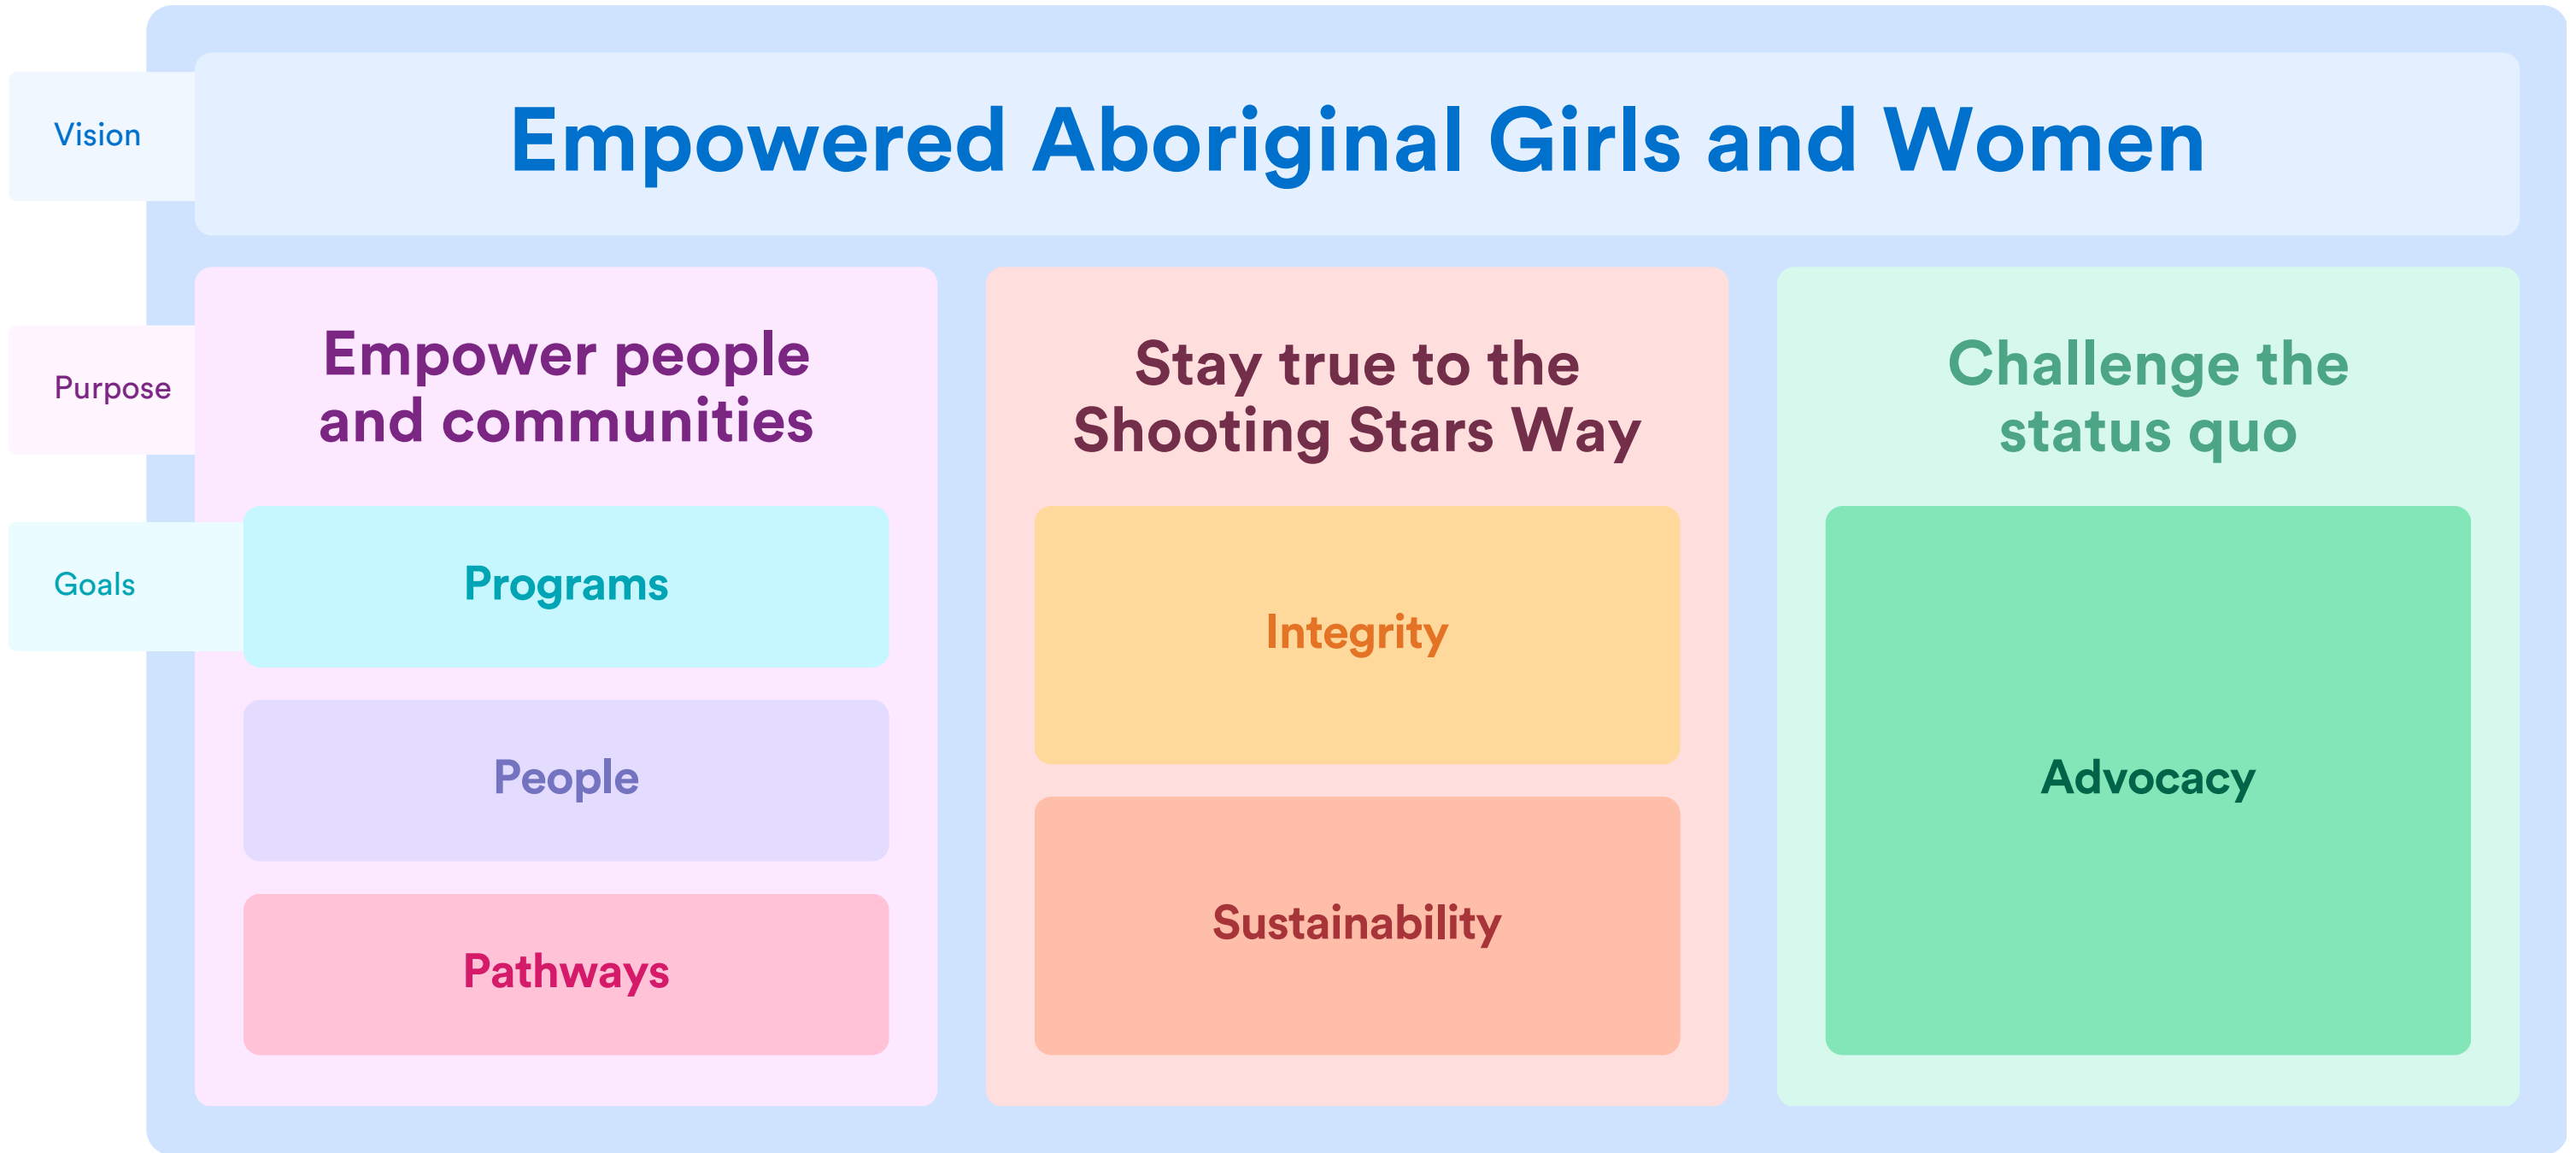 Vision
Empowered Aboriginal Girls and Women
Purpose
Empower people
and communities
Stay true to the
Shooting Stars Way
Challenge the
status quo
Goals
Programs
People
Pathways
Integrity
Sustainability
Advocacy